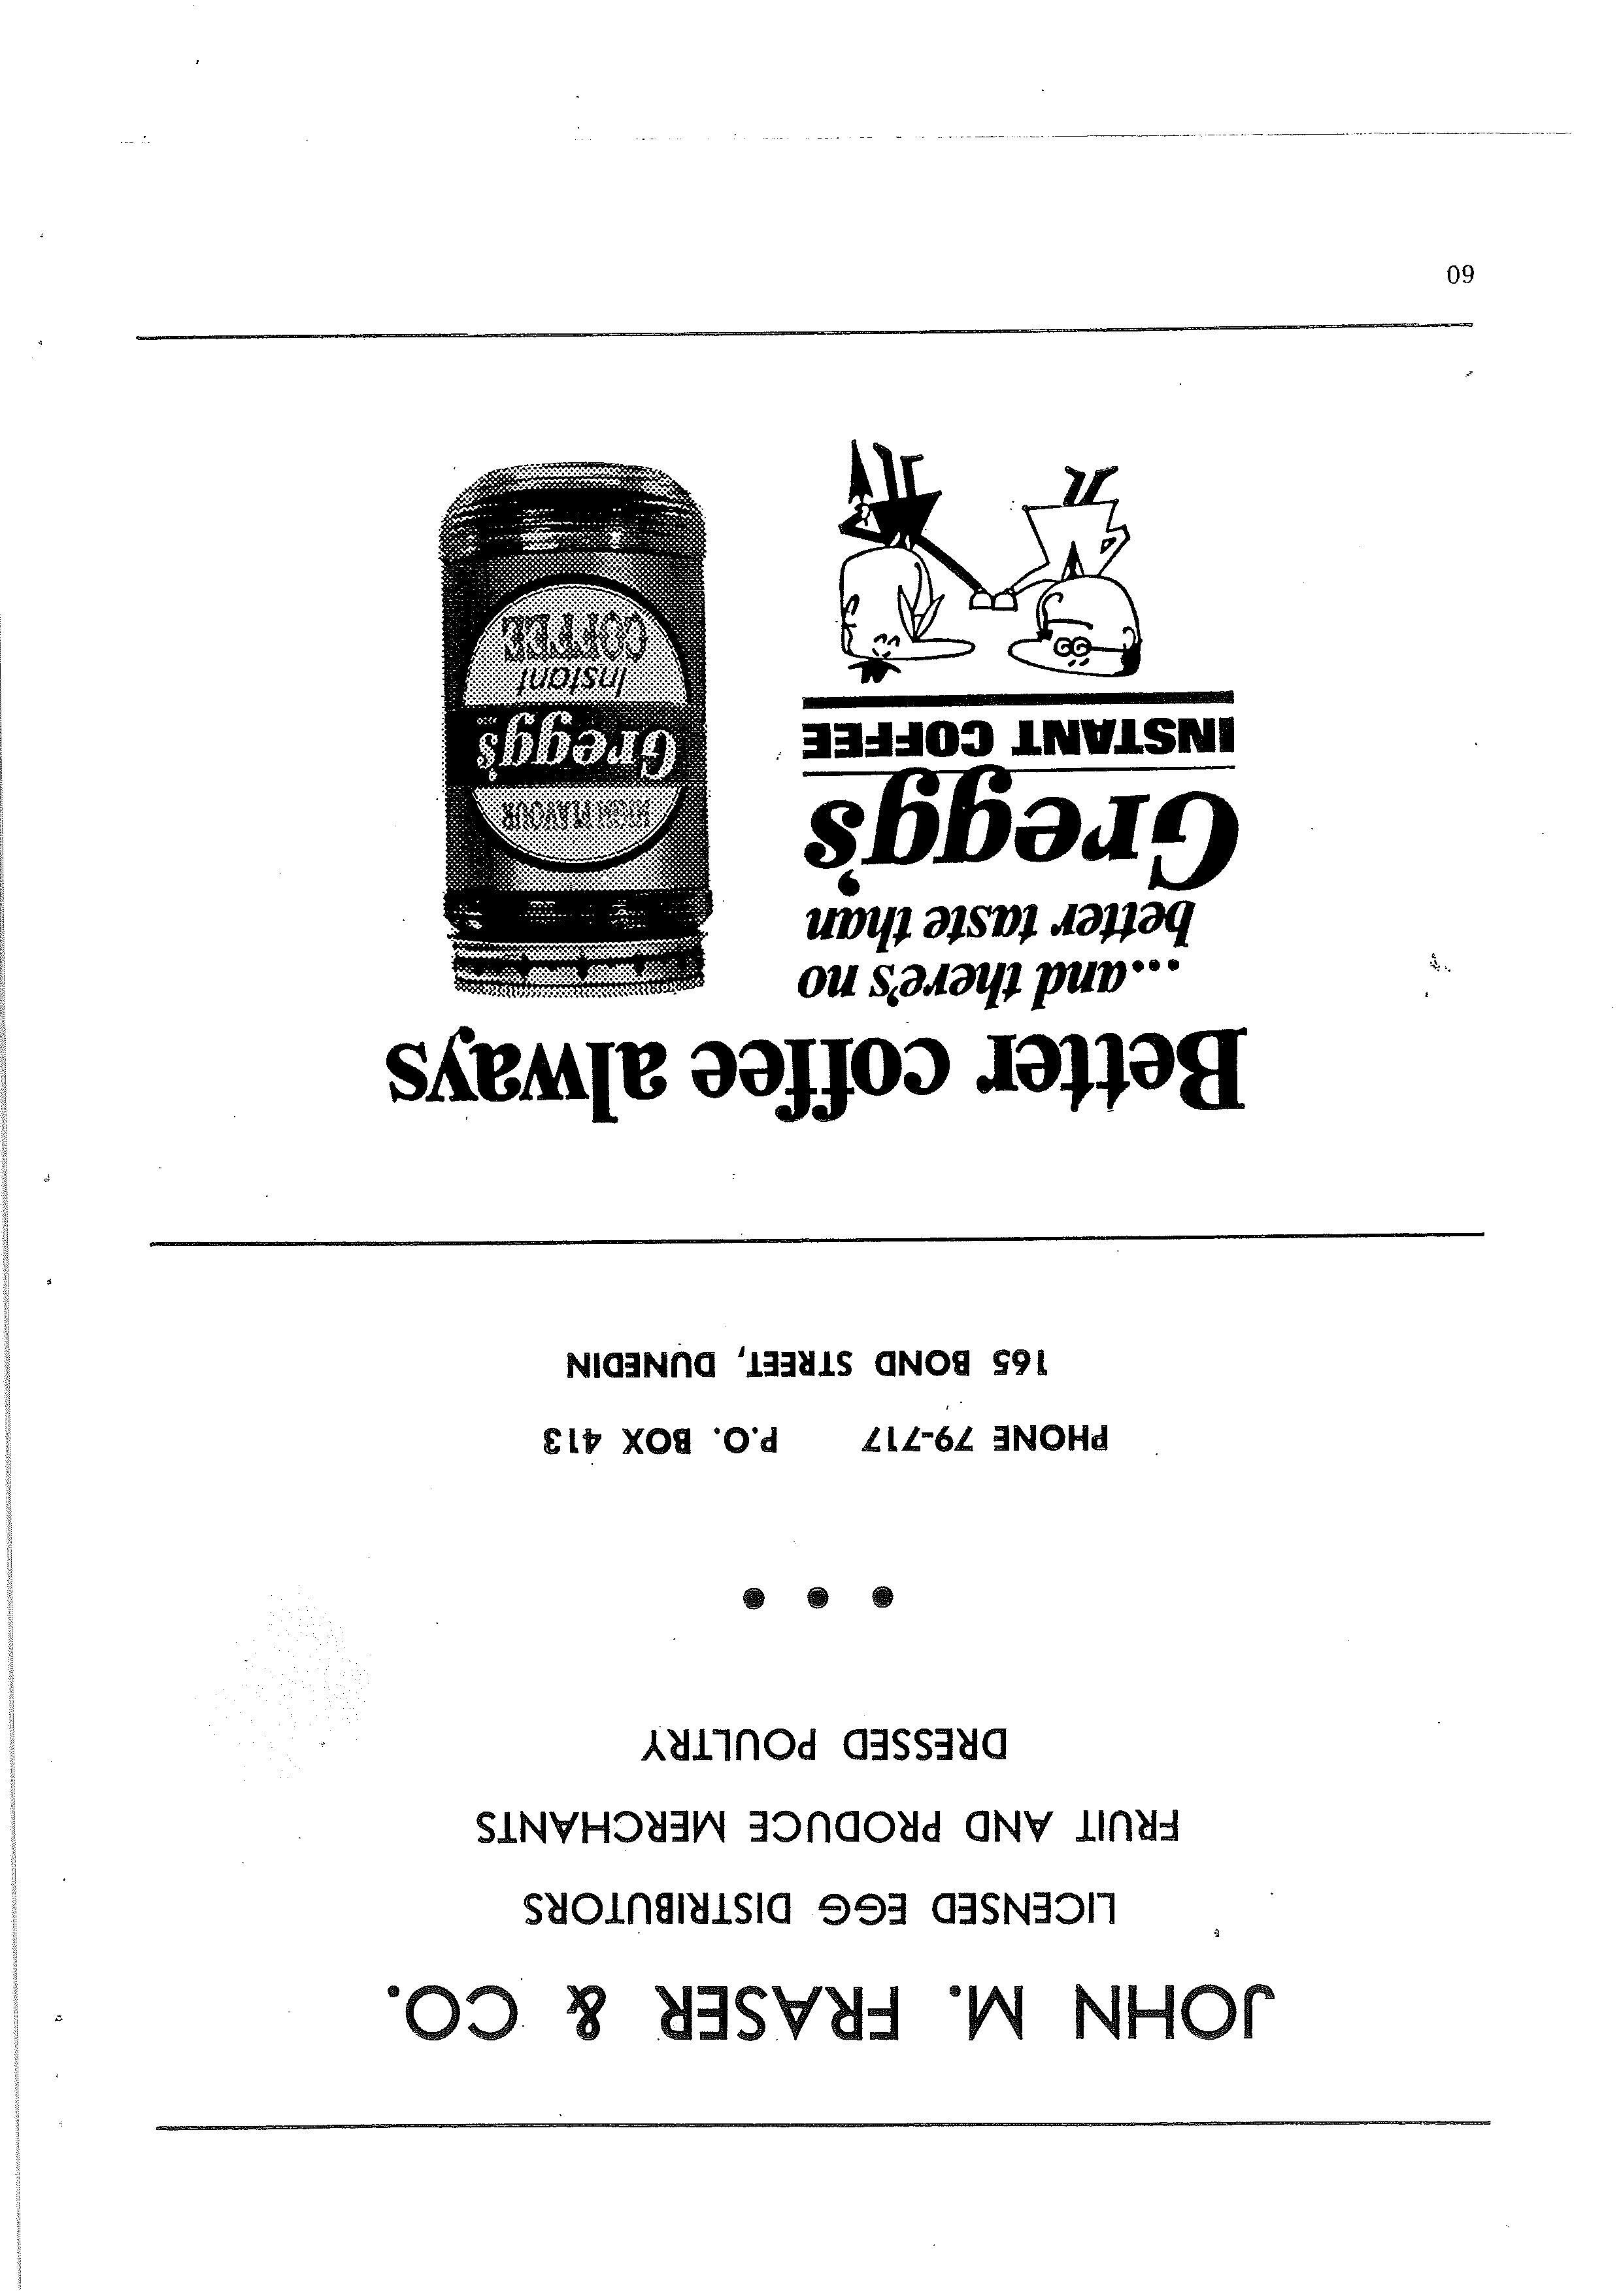 JOHN M. FRASER & CO.
LICENSED EGG DISTRIBUTORS
FRUIT AND PRODUCE MERCHANTS
DRESSED POULTRY
PHONE 79-717 P.O. BOX 413
165 BOND STREET, DUNEDIN
Better coffee always
...and there's no
better taste than
Gregg's
INSTANT COFFEE
FLAVOUR
Gregg's
Instant
COFFEE
60